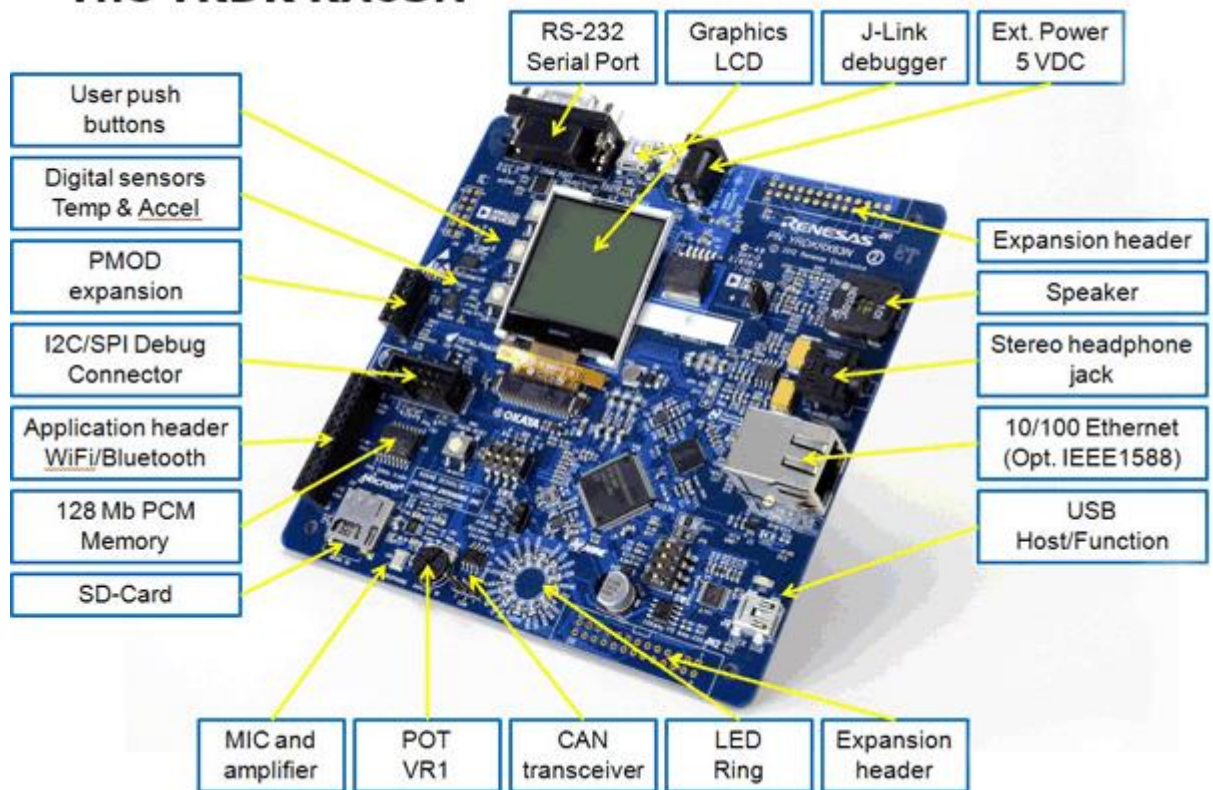 RS-232
Serial Port
Graphics
LCD
J-Link
debugger
Ext. Power
5 VDC
User push
buttons
Digital sensors
Temp & Accel
PMOD
expansion
I2C/SPI Debug
Connector
Application header
WiFi/Bluetooth
128 Mb PCM
Memory
SD-Card
RENESAS
PN: YRDKRX63N
OKAYA
Expansion header
Speaker
Stereo headphone
jack
10/100 Ethernet
(Opt. IEEE1588)
USB
Host/Function
MIC and
amplifier
POT
VR1
CAN
transceiver
LED
Ring
Expansion
header